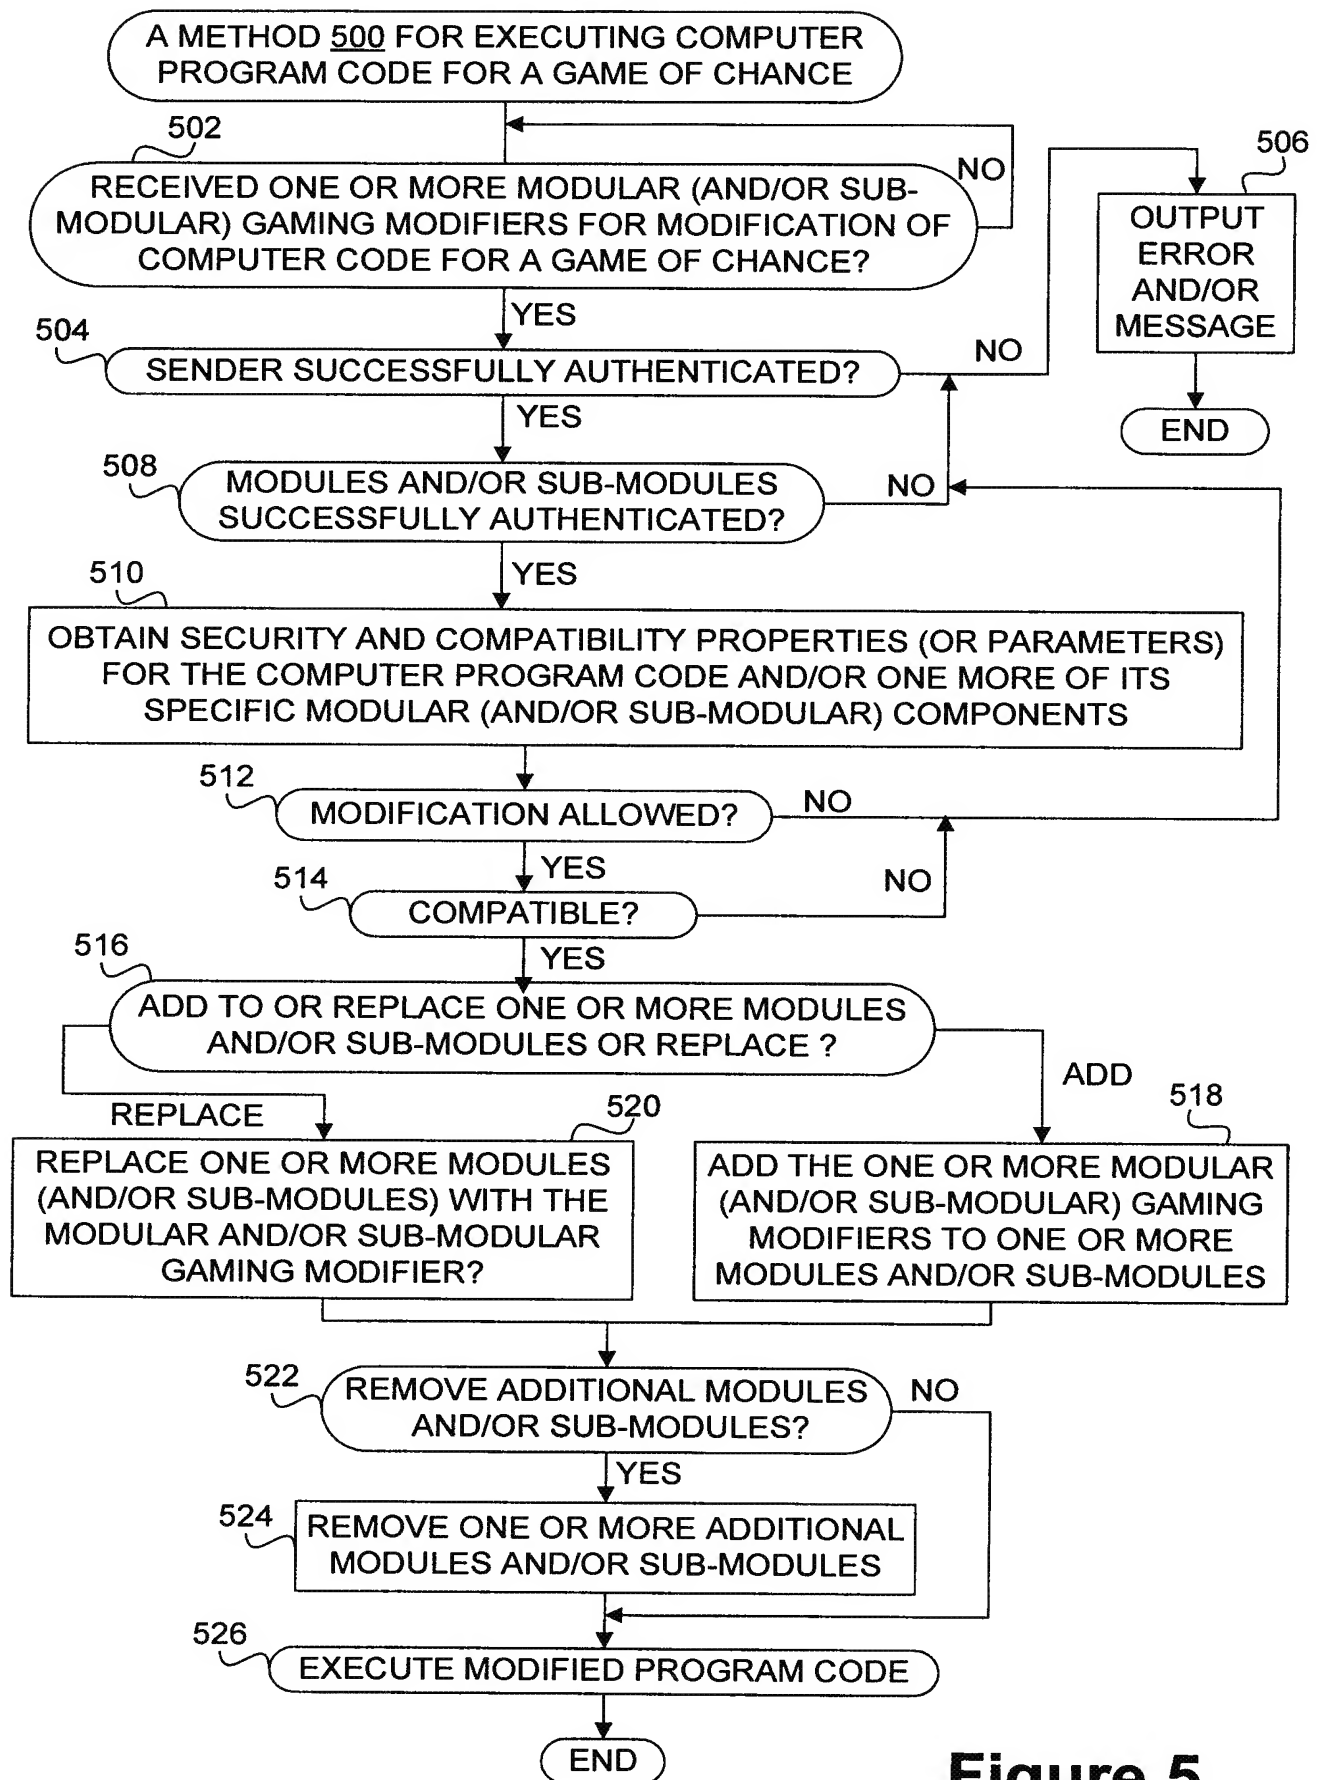 A METHOD 500 FOR EXECUTING COMPUTER
PROGRAM CODE FOR A GAME OF CHANCE
502
NO
506
RECEIVED ONE OR MORE MODULAR (AND/OR SUB-
MODULAR) GAMING MODIFIERS FOR MODIFICATION OF
COMPUTER CODE FOR A GAME OF CHANCE?
OUTPUT
ERROR
AND/OR
MESSAGE
YES
504
SENDER SUCCESSFULLY AUTHENTICATED?
NO
END
YES
508
MODULES AND/OR SUB-MODULES
SUCCESSFULLY AUTHENTICATED?
NO
YES
510
OBTAIN SECURITY AND COMPATIBILITY PROPERTIES (OR PARAMETERS)
FOR THE COMPUTER PROGRAM CODE AND/OR ONE MORE OF ITS
SPECIFIC MODULAR (AND/OR SUB-MODULAR) COMPONENTS
512
MODIFICATION ALLOWED?
NO
YES
514
COMPATIBLE?
NO
YES
516
ADD TO OR REPLACE ONE OR MORE MODULES
AND/OR SUB-MODULES OR REPLACE ?
REPLACE
ADD
520
REPLACE ONE OR MORE MODULES
(AND/OR SUB-MODULES) WITH THE
MODULAR AND/OR SUB-MODULAR
GAMING MODIFIER?
518
ADD THE ONE OR MORE MODULAR
(AND/OR SUB-MODULAR) GAMING
MODIFIERS TO ONE OR MORE
MODULES AND/OR SUB-MODULES
522
REMOVE ADDITIONAL MODULES
AND/OR SUB-MODULES?
NO
YES
524
REMOVE ONE OR MORE ADDITIONAL
MODULES AND/OR SUB-MODULES
526
EXECUTE MODIFIED PROGRAM CODE
END
Figure 5